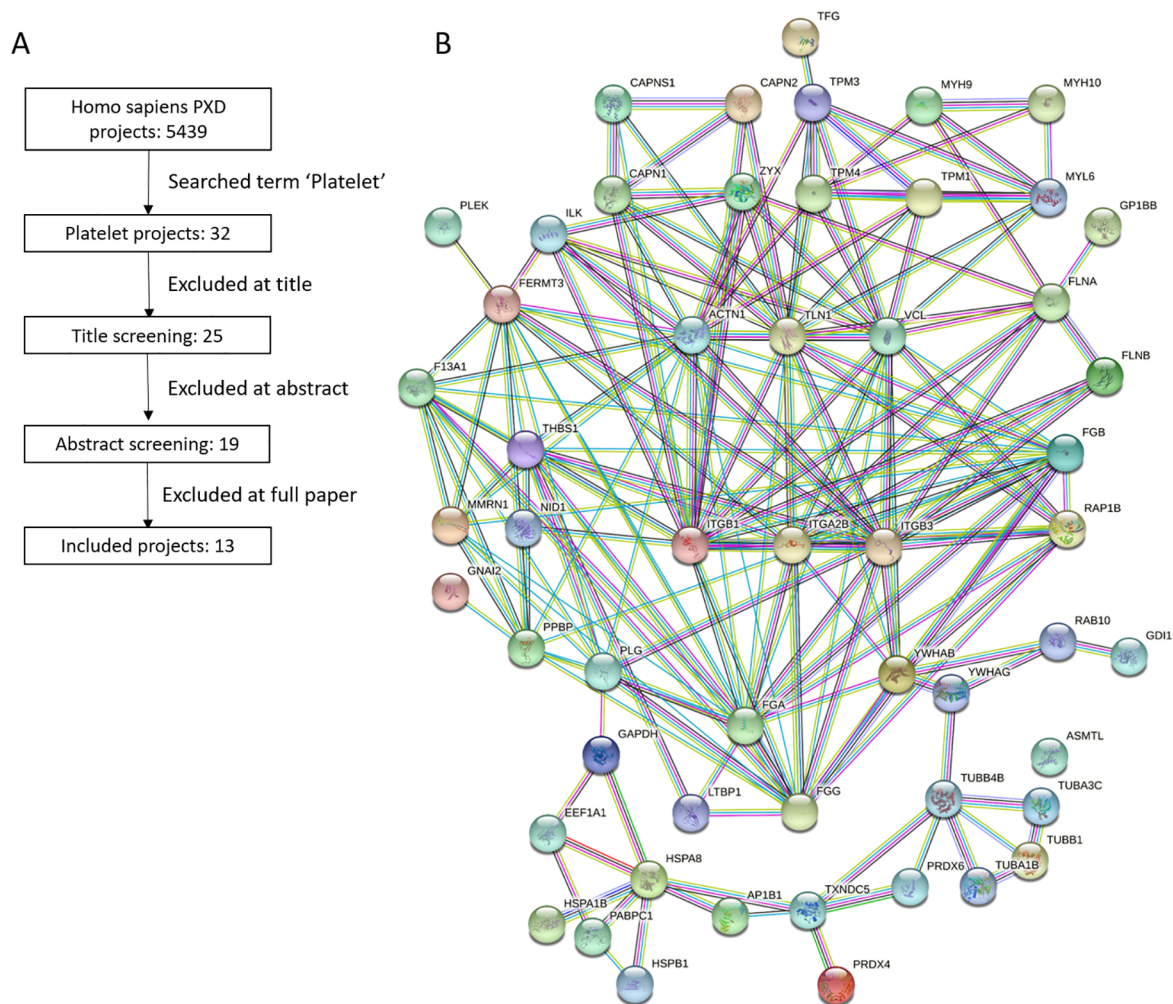 A
Homo sapiens PXD
projects: 5439
Searched term ‘Platelet’
Platelet projects: 32
Excluded at title
Title screening: 25
Excluded at abstract
Abstract screening: 19
Excluded at full paper
Included projects: 13
B
TFG
CAPNS1
CAPN2
TPM3
MYH9
MYH10
CAPN1
ZYX
TPM4
TPM1
MYL6
PLEK
ILK
GP1BB
FERMT3
FLNA
ACTN1
TLN1
VCL
F13A1
FLNB
THBS1
FGB
MMRN1
NID1
RAP1B
ITGB1
ITGA2B
ITGB3
GNAI2
PPBP
PLG
YWHAB
RAB10
GDI1
YWHAG
FGA
GAPDH
ASMTL
LTBP1
FGG
TUBB4B
TUBA3C
EEF1A1
TUBB1
HSPA8
PRDX6
TUBA1B
AP1B1
TXNDC5
HSPA1B
PABPC1
HSPB1
PRDX4